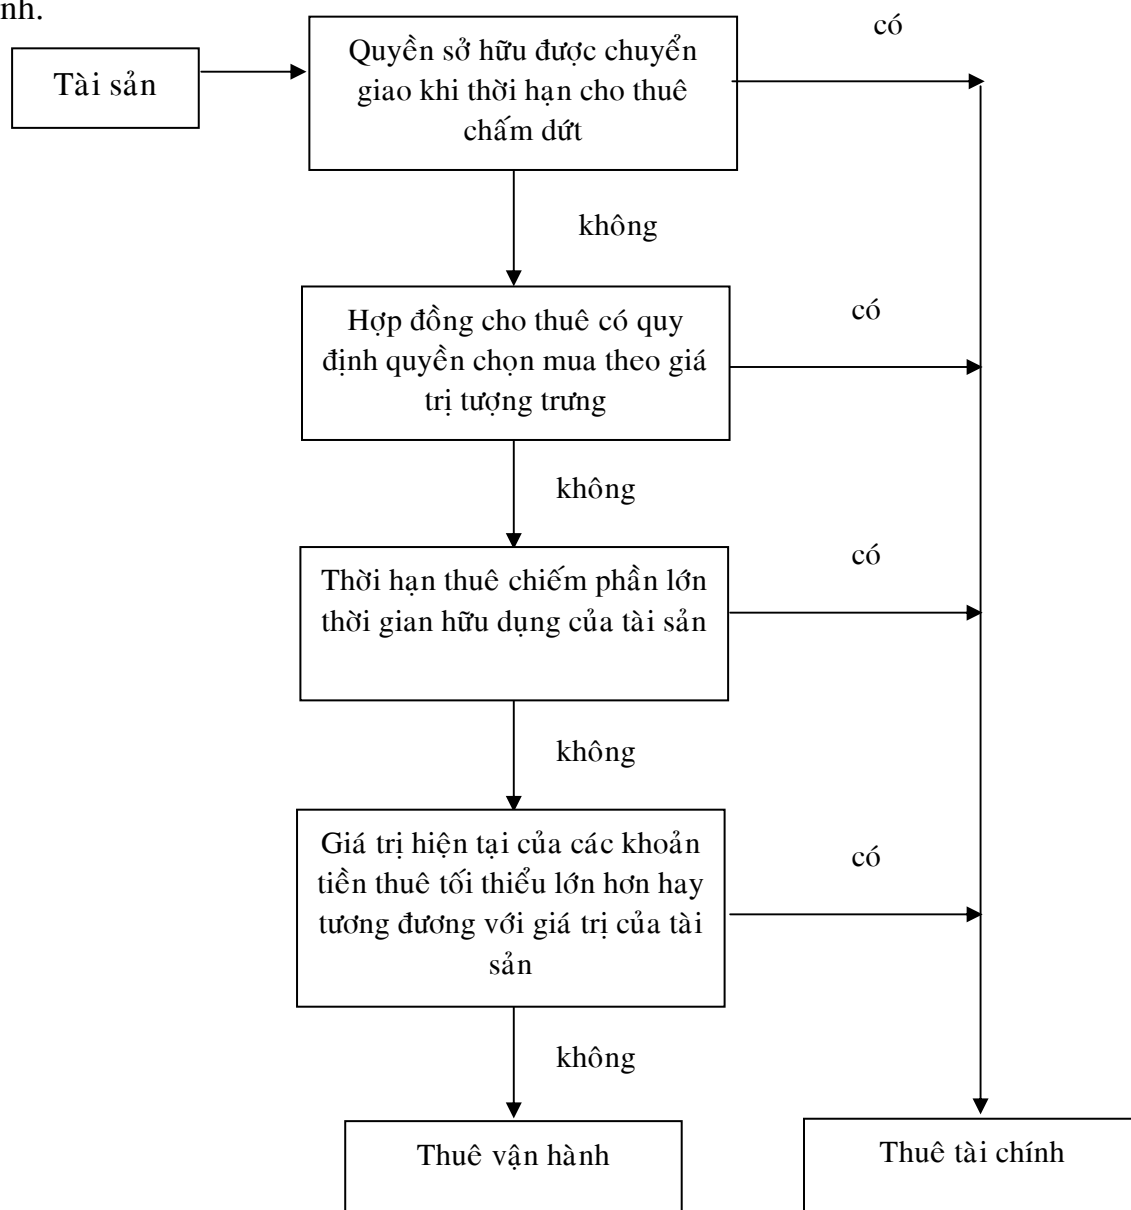 nh.
có
Tài sản
Quyền sở hữu được chuyển
giao khi thời hạn cho thuê
chấm dứt
không
Hợp đồng cho thuê có quy
định quyền chọn mua theo giá
trị tượng trưng
có
không
Thời hạn thuê chiếm phần lớn
thời gian hữu dụng của tài sản
có
không
Giá trị hiện tại của các khoản
tiền thuê tối thiểu lớn hơn hay
tương đương với giá trị của tài
sản
có
không
Thuê vận hành
Thuê tài chính